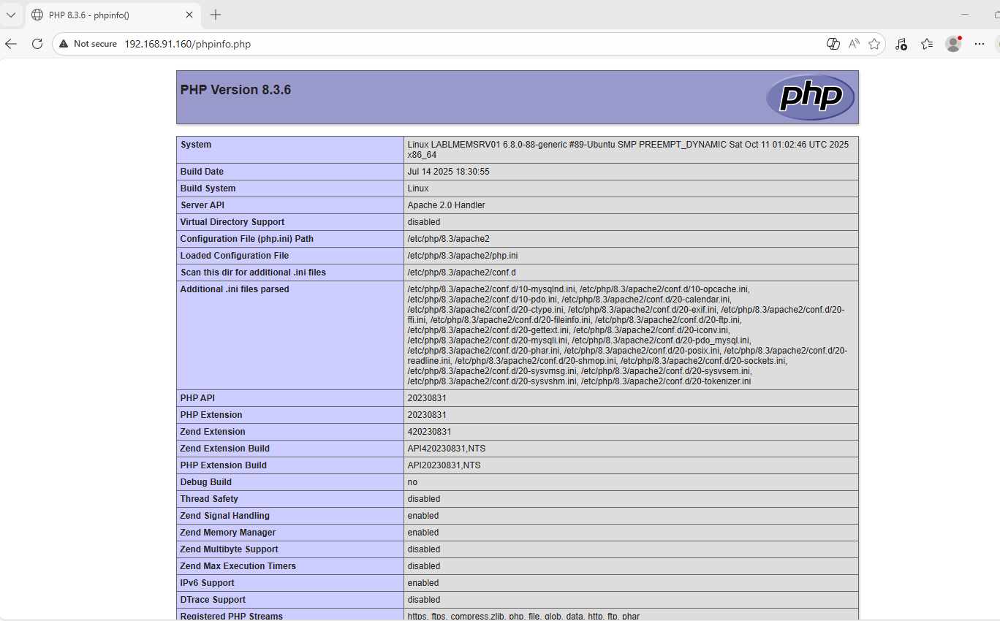 PHP 8.3.6 - phpinfo()
Not secure 192.168.91.160/phpinfo.php
PHP Version 8.3.6
php
System
Linux LABLMEMSRV01 6.8.0-88-generic #89-Ubuntu SMP PREEMPT_DYNAMIC Sat Oct 11 01:02:46 UTC 2025
x86_64
Build Date Jul 14 2025 18:30:55
Build System Linux
Server API Apache 2.0 Handler
Virtual Directory Support disabled
Configuration File (php.ini) Path /etc/php/8.3/apache2
Loaded Configuration File /etc/php/8.3/apache2/php.ini
Scan this dir for additional .ini files /etc/php/8.3/apache2/conf.d
Additional .ini files parsed /etc/php/8.3/apache2/conf.d/10-mysqlnd.ini, /etc/php/8.3/apache2/conf.d/10-opcache.ini,
/etc/php/8.3/apache2/conf.d/10-pdo.ini, /etc/php/8.3/apache2/conf.d/20-calendar.ini,
/etc/php/8.3/apache2/conf.d/20-ctype.ini, /etc/php/8.3/apache2/conf.d/20-exif.ini, /etc/php/8.3/apache2/conf.d/20-
ffi.ini, /etc/php/8.3/apache2/conf.d/20-fileinfo.ini, /etc/php/8.3/apache2/conf.d/20-ftp.ini,
/etc/php/8.3/apache2/conf.d/20-gettext.ini, /etc/php/8.3/apache2/conf.d/20-iconv.ini,
/etc/php/8.3/apache2/conf.d/20-mysqli.ini, /etc/php/8.3/apache2/conf.d/20-pdo_mysql.ini,
/etc/php/8.3/apache2/conf.d/20-phar.ini, /etc/php/8.3/apache2/conf.d/20-posix.ini, /etc/php/8.3/apache2/conf.d/20-
readline.ini, /etc/php/8.3/apache2/conf.d/20-shmop.ini, /etc/php/8.3/apache2/conf.d/20-sockets.ini,
/etc/php/8.3/apache2/conf.d/20-sysvmsg.ini, /etc/php/8.3/apache2/conf.d/20-sysvsem.ini,
/etc/php/8.3/apache2/conf.d/20-sysvshm.ini, /etc/php/8.3/apache2/conf.d/20-tokenizer.ini
PHP API 20230831
PHP Extension 20230831
Zend Extension 420230831
Zend Extension Build API420230831,NTS
PHP Extension Build API20230831,NTS
Debug Build no
Thread Safety disabled
Zend Signal Handling enabled
Zend Memory Manager enabled
Zend Multibyte Support disabled
Zend Max Execution Timers disabled
IPv6 Support enabled
DTrace Support disabled
Registered PHP Streams https, ftps, compress.zlib, php, file, glob, data, http, ftp, phar